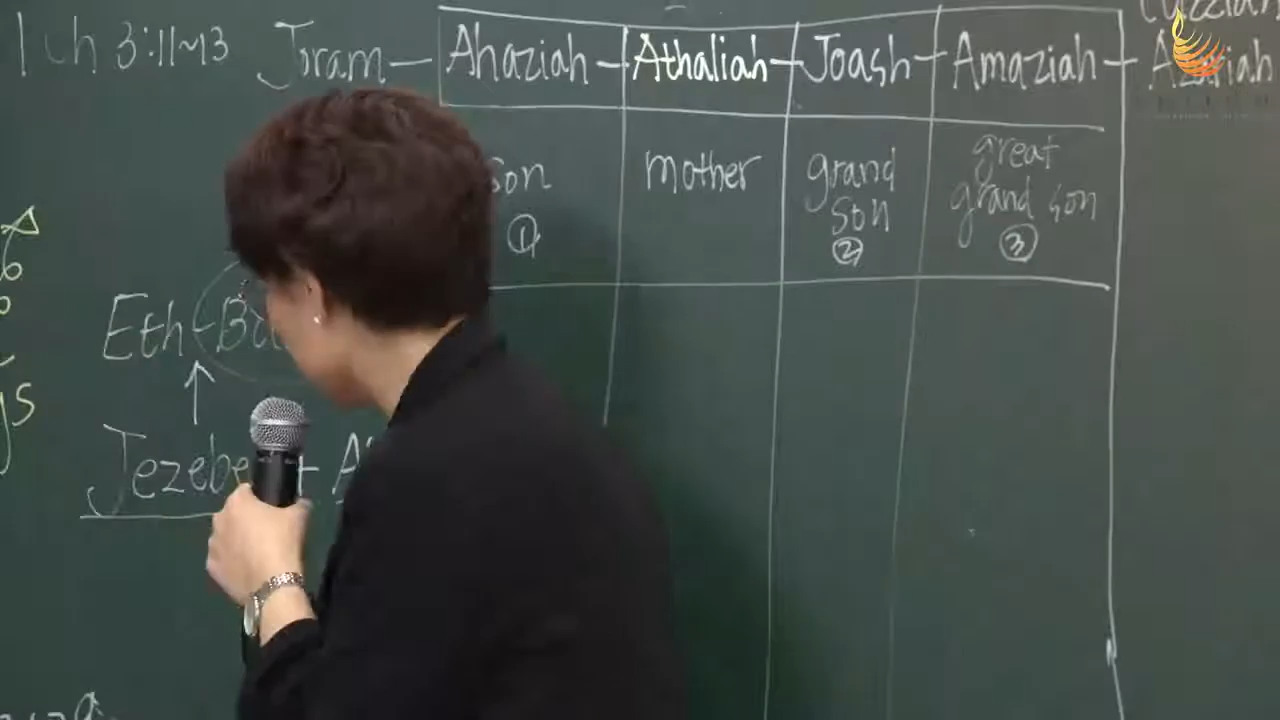 1 Ch 3:11~13 Joram — Ahaziah — Athaliah — Joash — Amaziah —
son mother grand son great grand son
① ② ③
Eth-
Jezebe +